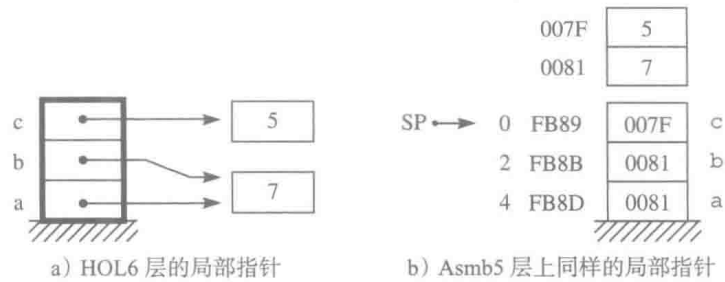 007F 5
0081 7
c 5
b 7
a
SP 0 FB89 007F c
2 FB8B 0081 b
4 FB8D 0081 a
a）HOL6 层的局部指针
b）Asmb5 层上同样的局部指针